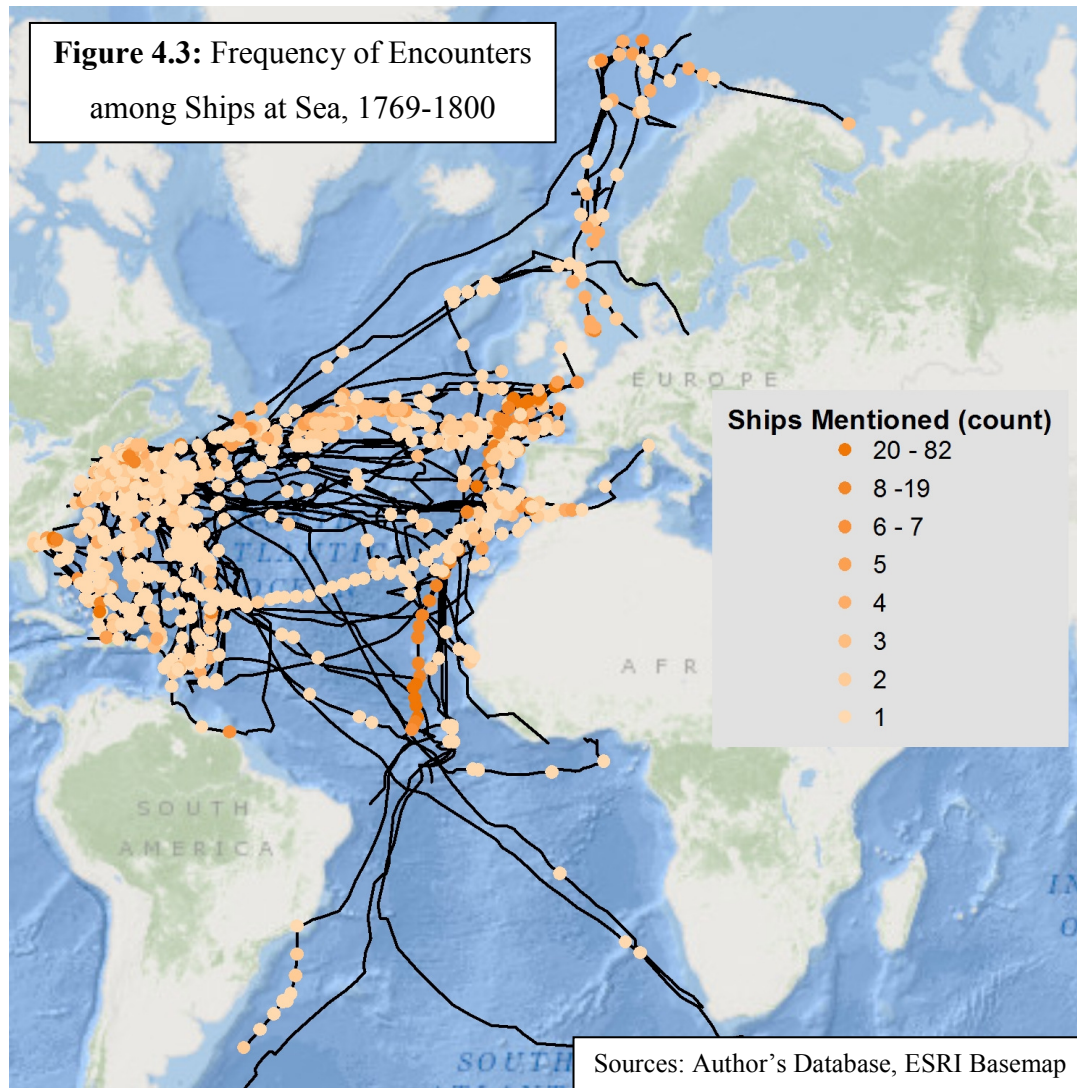 Figure 4.3: Frequency of Encounters
among Ships at Sea, 1769-1800
EUROPE
Ships Mentioned (count)
20 - 82
8 -19
6 - 7
5
4
3
2
1
AFR
SOUTH
AMERICA
IN
O
SOUTH
Sources: Author's Database, ESRI Basemap